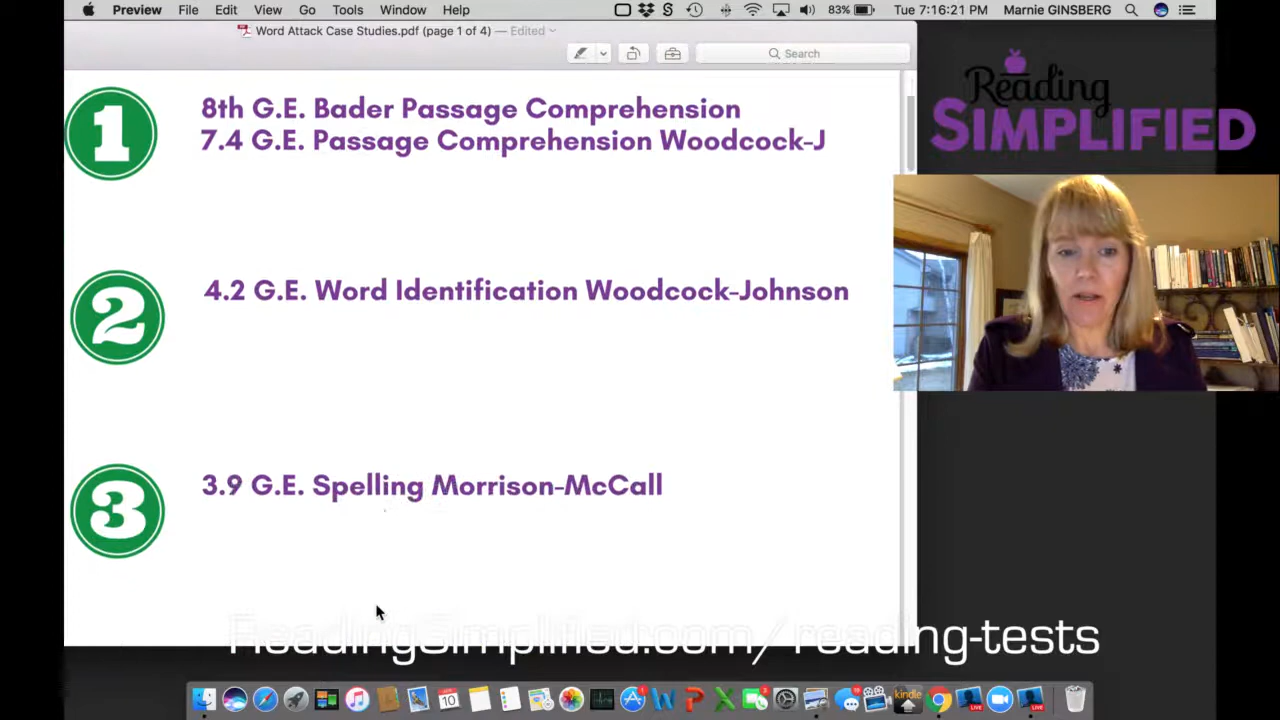 Preview File Edit View Go Tools Window Help 83% Tue 7:16:21 PM Marnie GINSBERG
Word Attack Case Studies.pdf (page 1 of 4) — Edited
Search
Reading
SIMPLIFIED
1
8th G.E. Bader Passage Comprehension
7.4 G.E. Passage Comprehension Woodcock-J
2
4.2 G.E. Word Identification Woodcock-Johnson
3
3.9 G.E. Spelling Morrison-McCall
ReadingSimplified.com/reading-tests